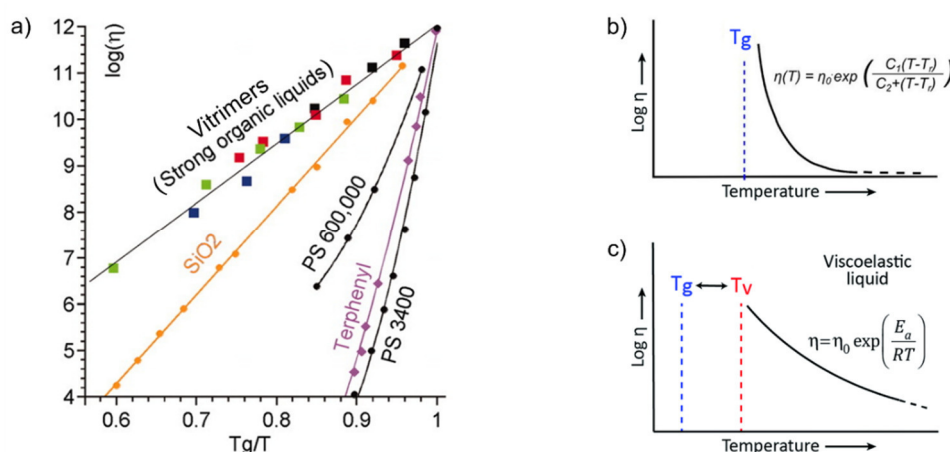 a)
log(η)
12
11
10
9
8
7
6
5
4
Vitrimers
(Strong organic liquids)
SiO2
PS 600,000
Terphenyl
PS 3400
0.6 0.7 0.8 0.9 1
Tg/T
b)
Log η
Tg
η(T) = η₀ exp ( C₁(T-Tᵣ) / C₂+(T-Tᵣ) )
Temperature
c)
Log η
Tg Tv
Viscoelastic
liquid
η=η₀ exp(Eₐ/RT)
Temperature